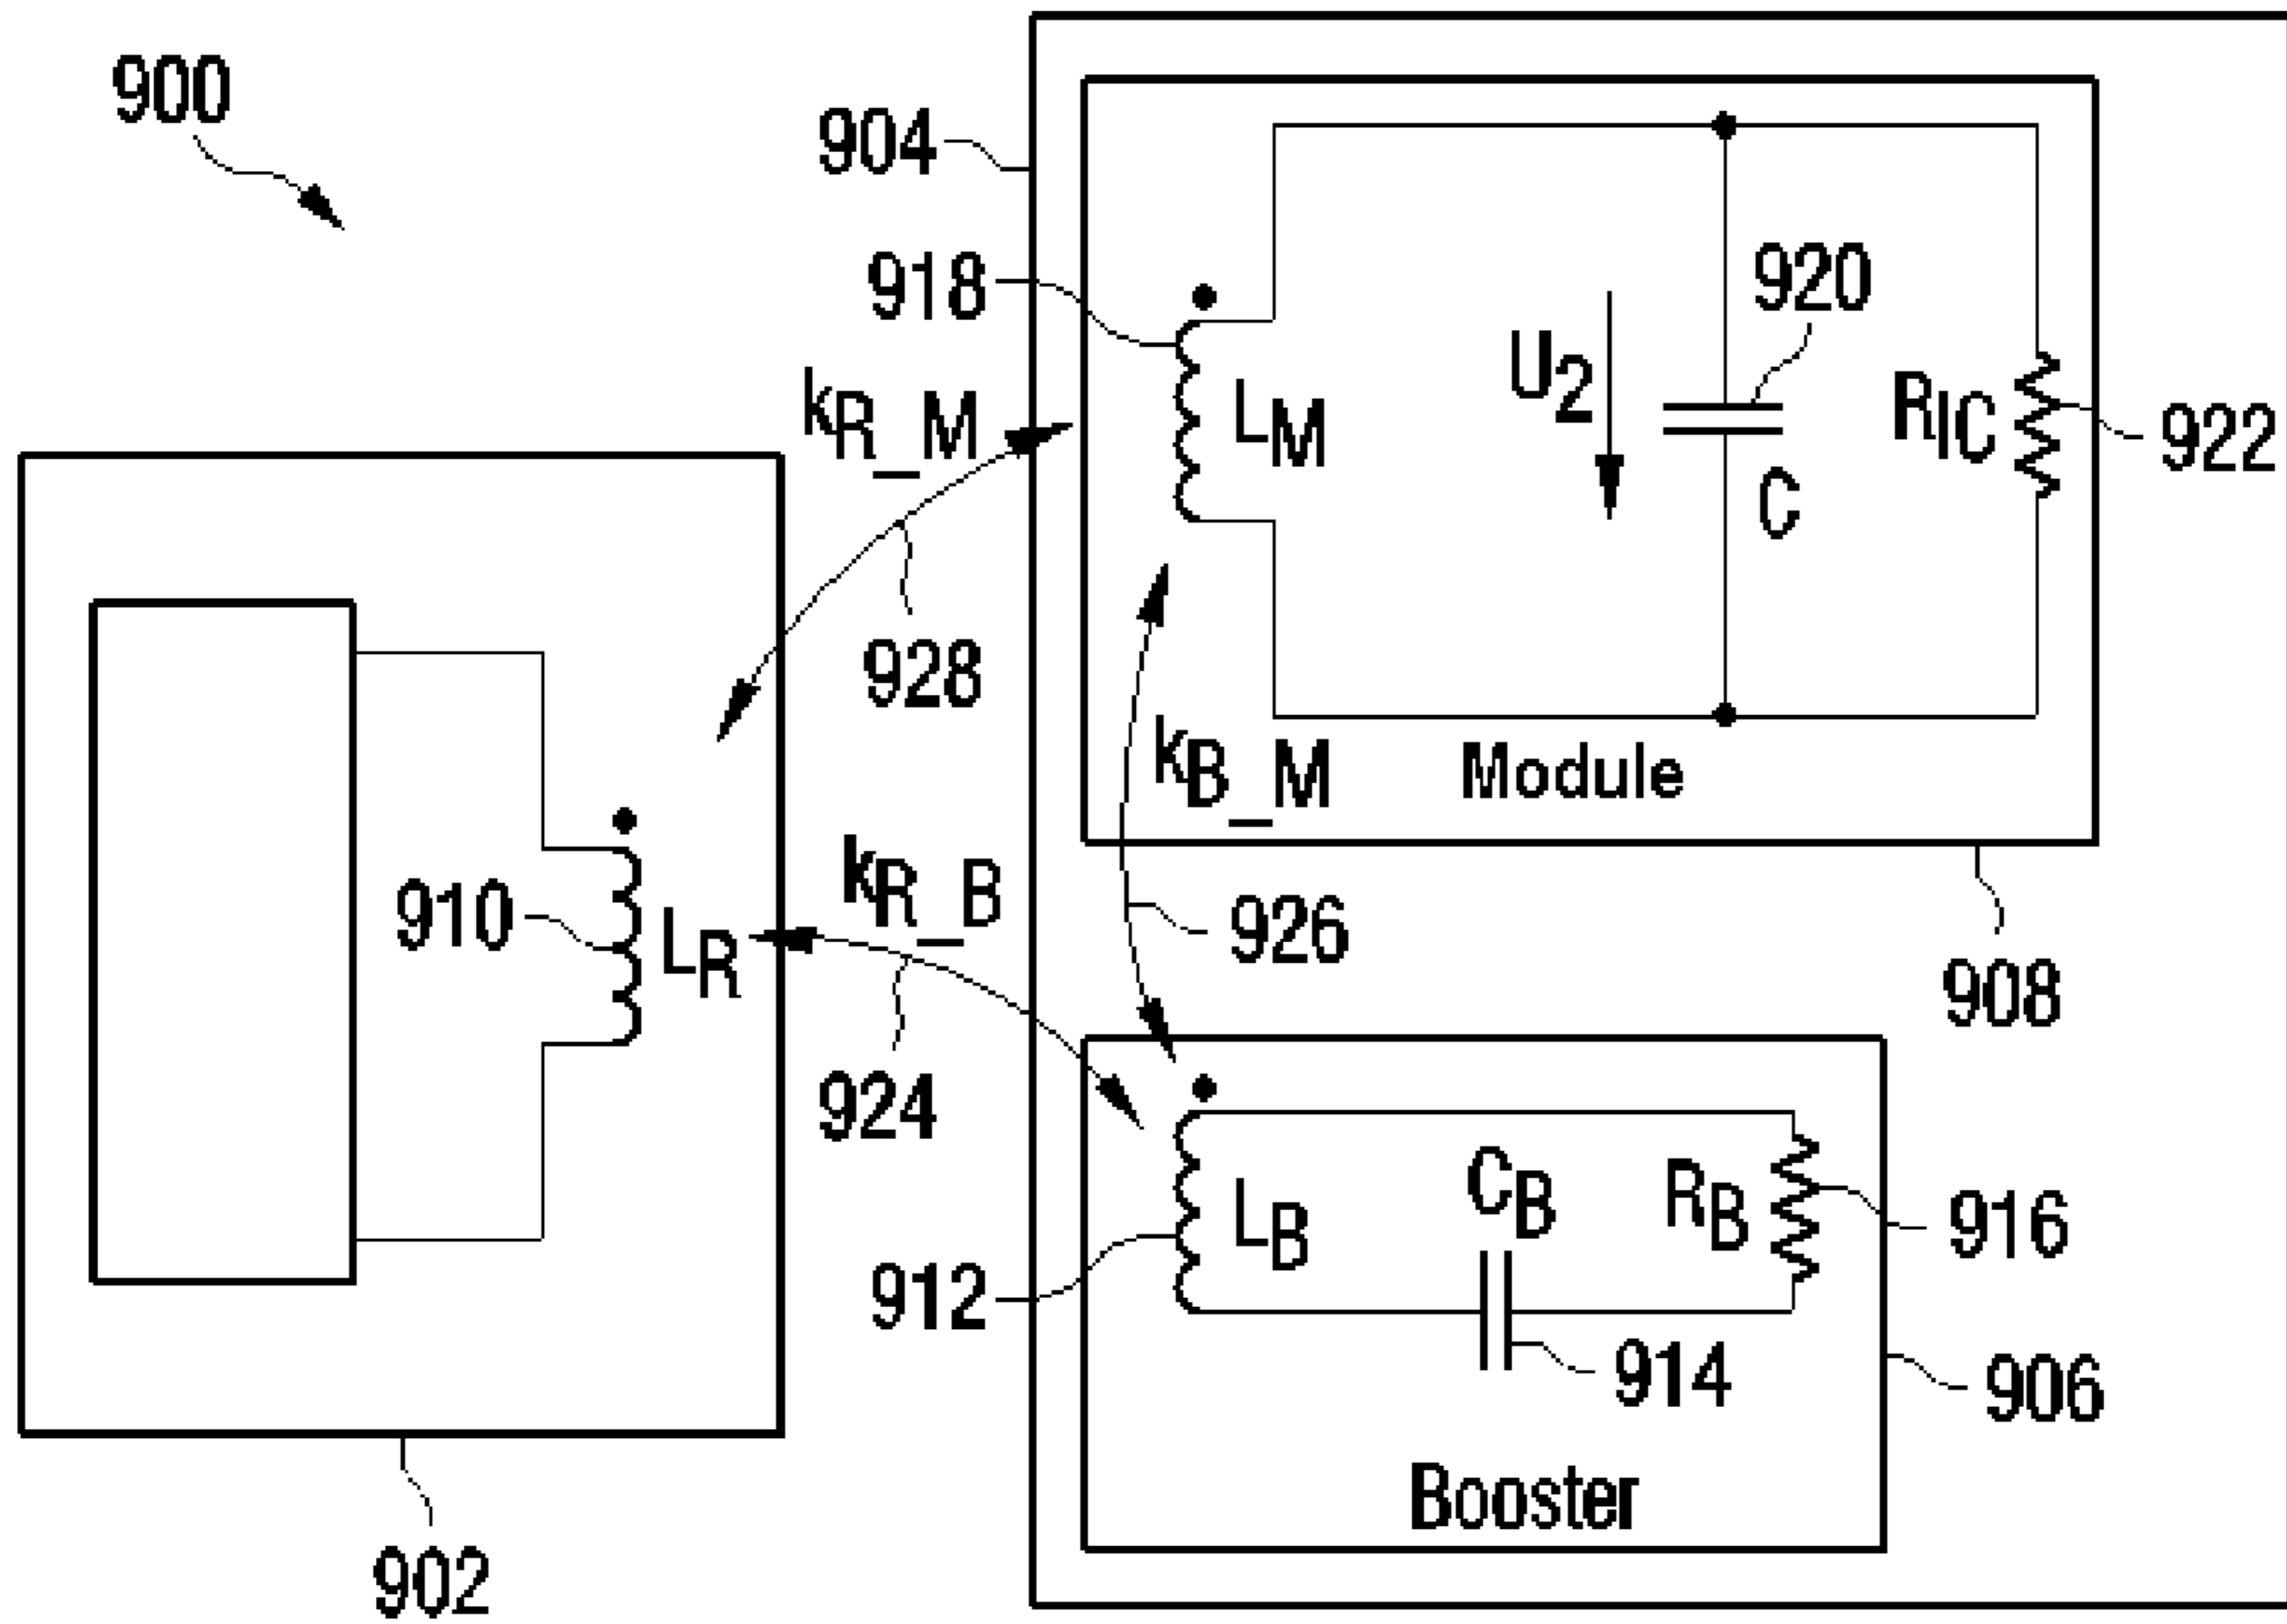 900
904
918
920
U2
LM
RIC
922
C
kR_M
928
kB_M
Module
910
LR
kR_B
926
908
924
CB
LB
RB
916
912
914
906
Booster
902